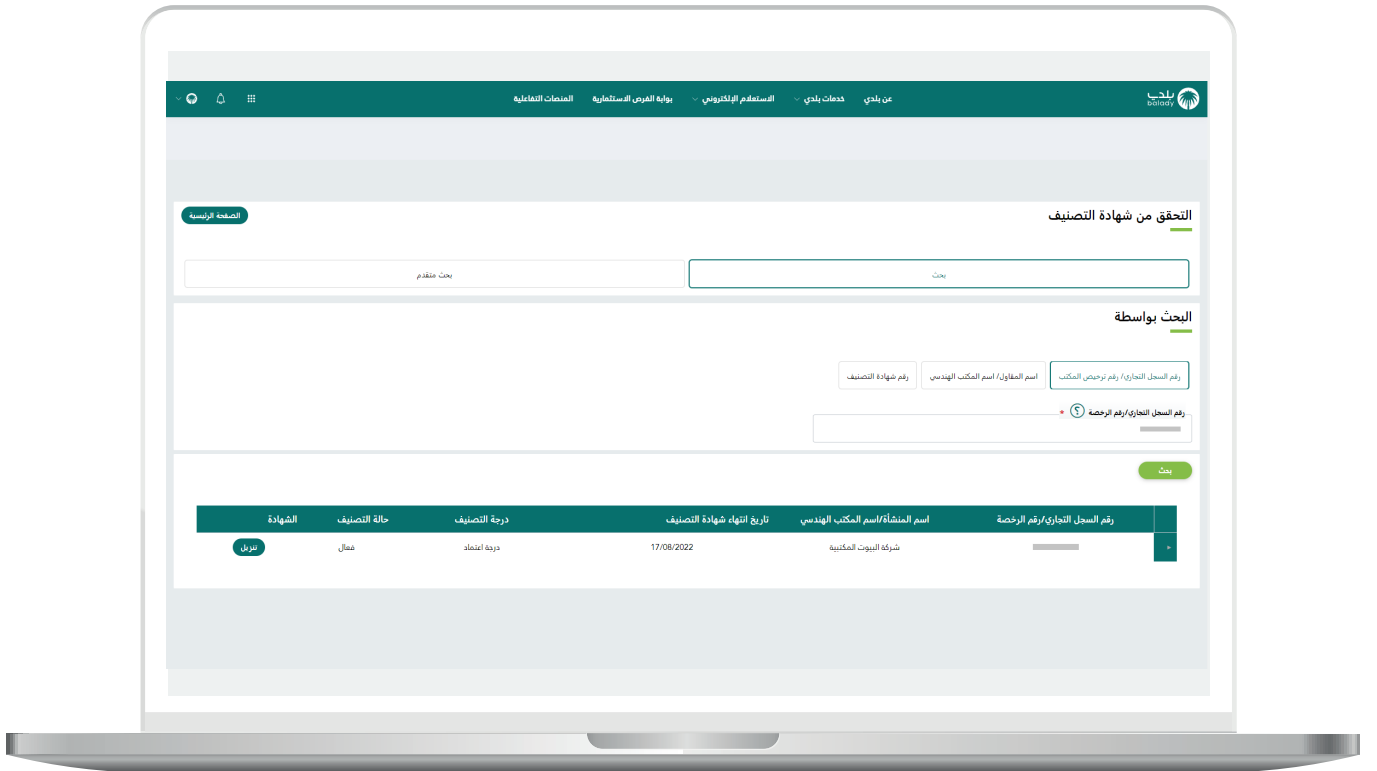 بلدي
balady
عن بلدي خدمات بلدي الاستعلام الإلكتروني بوابة الفرص الاستثمارية المنصات التفاعلية
التحقق من شهادة التصنيف
الصفحة الرئيسية
بحث
بحث متقدم
البحث بواسطة
رقم السجل التجاري/ رقم ترخيص المكتب
اسم المقاول/ اسم المكتب الهندسي
رقم شهادة التصنيف
رقم السجل التجاري/رقم الرخصة ؟ *
بحث
رقم السجل التجاري/رقم الرخصة اسم المنشأة/اسم المكتب الهندسي تاريخ انتهاء شهادة التصنيف درجة التصنيف حالة التصنيف الشهادة
شركة البيوت المكتبية 17/08/2022 درجة اعتماد فعال تنزيل